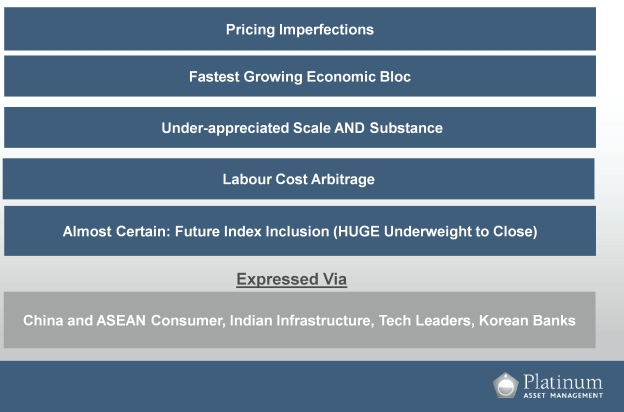 Pricing Imperfections
Fastest Growing Economic Bloc
Under-appreciated Scale AND Substance
Labour Cost Arbitrage
Almost Certain: Future Index Inclusion (HUGE Underweight to Close)
Expressed Via
China and ASEAN Consumer, Indian Infrastructure, Tech Leaders, Korean Banks
Platinum
ASSET MANAGEMENT